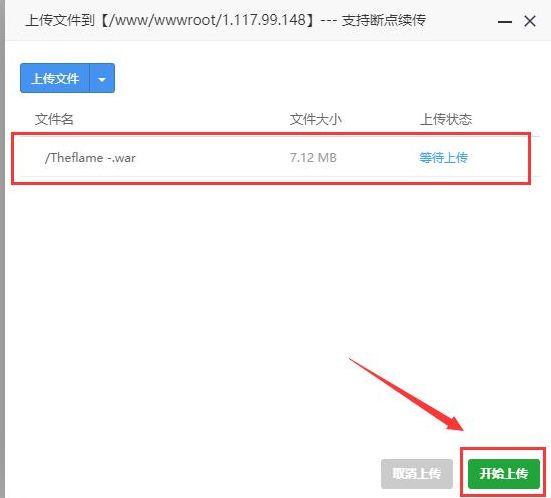 上传文件到【/www/wwwroot/1.117.99.148】--- 支持断点续传
上传文件
文件名 文件大小 上传状态
/Theflame -.war 7.12 MB 等待上传
取消上传 开始上传